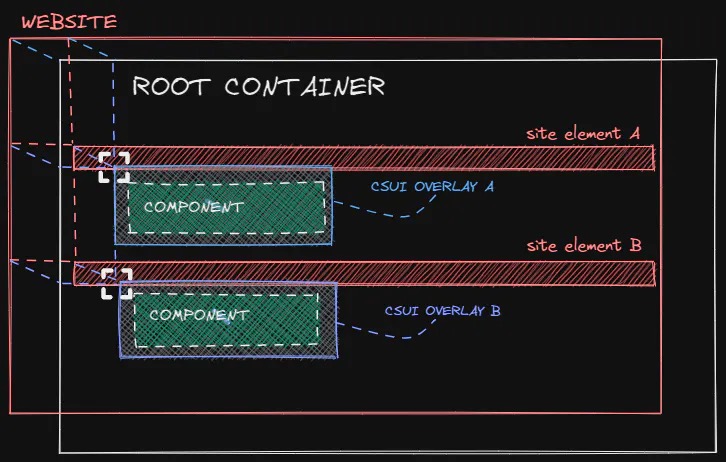 WEBSITE
ROOT CONTAINER
site element A
CSUI OVERLAY A
COMPONENT
site element B
CSUI OVERLAY B
COMPONENT